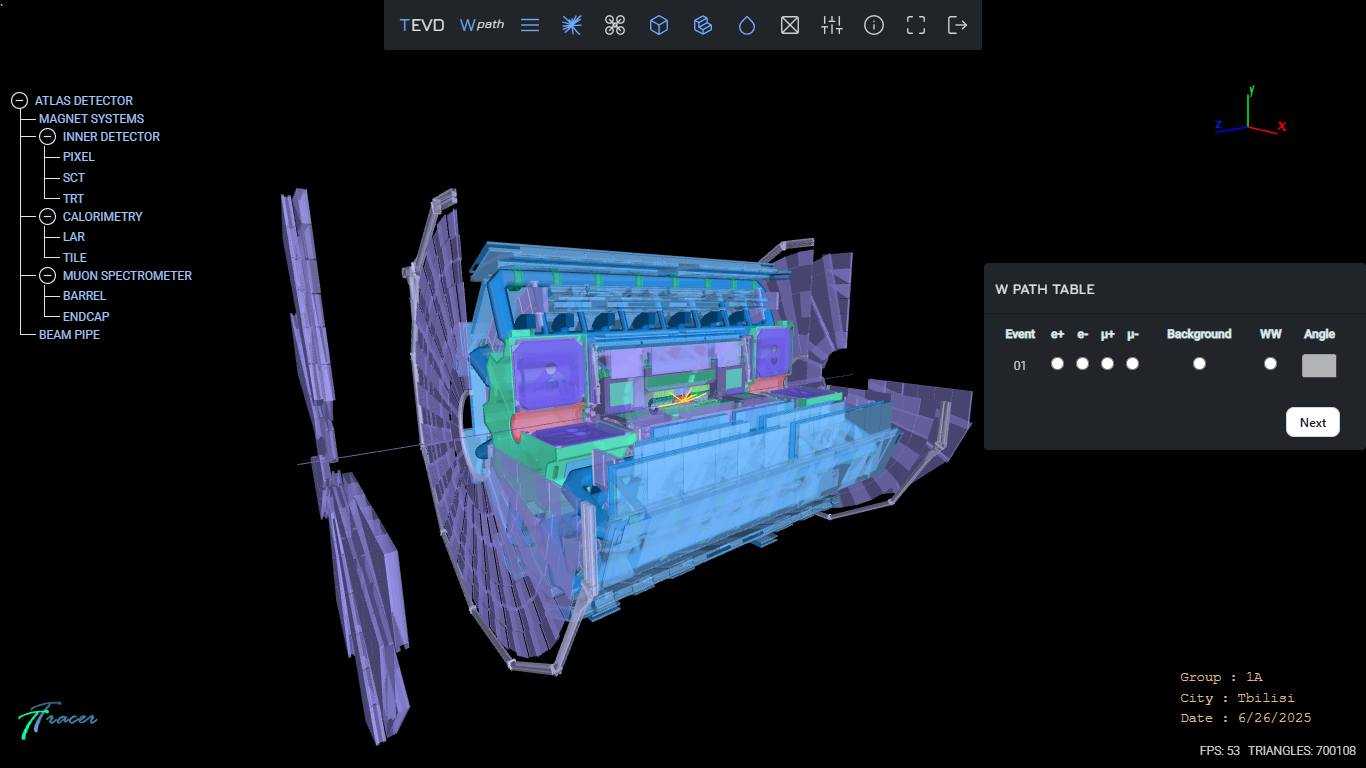 TEVD W path
ATLAS DETECTOR
MAGNET SYSTEMS
INNER DETECTOR
PIXEL
SCT
TRT
CALORIMETRY
LAR
TILE
MUON SPECTROMETER
BARREL
ENDCAP
BEAM PIPE
y
z
x
W PATH TABLE
Event e+ e- μ+ μ- Background WW Angle
01
Next
Tracer
Group : 1A
City : Tbilisi
Date : 6/26/2025
FPS: 53 TRIANGLES: 700108